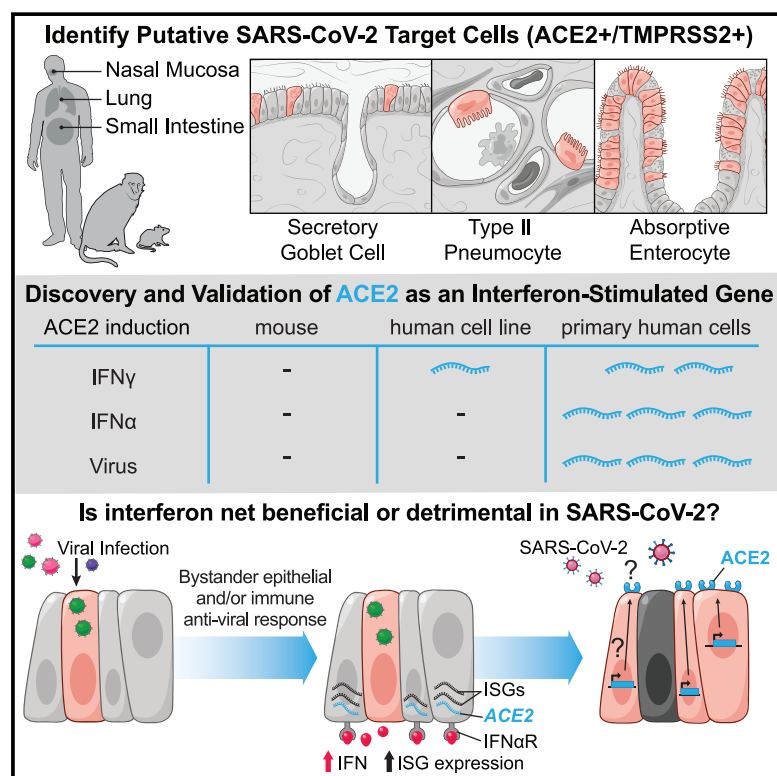 Identify Putative SARS-CoV-2 Target Cells (ACE2+/TMPRSS2+)
Nasal Mucosa
Lung
Small Intestine
Secretory
Goblet Cell
Type II
Pneumocyte
Absorptive
Enterocyte
Discovery and Validation of ACE2 as an Interferon-Stimulated Gene
ACE2 induction mouse human cell line primary human cells
IFNγ -
IFNα - -
Virus - -
Is interferon net beneficial or detrimental in SARS-CoV-2?
Viral Infection
Bystander epithelial
and/or immune
anti-viral response
ISGs
ACE2
IFNαR
IFN ISG expression
SARS-CoV-2
?
ACE2
?